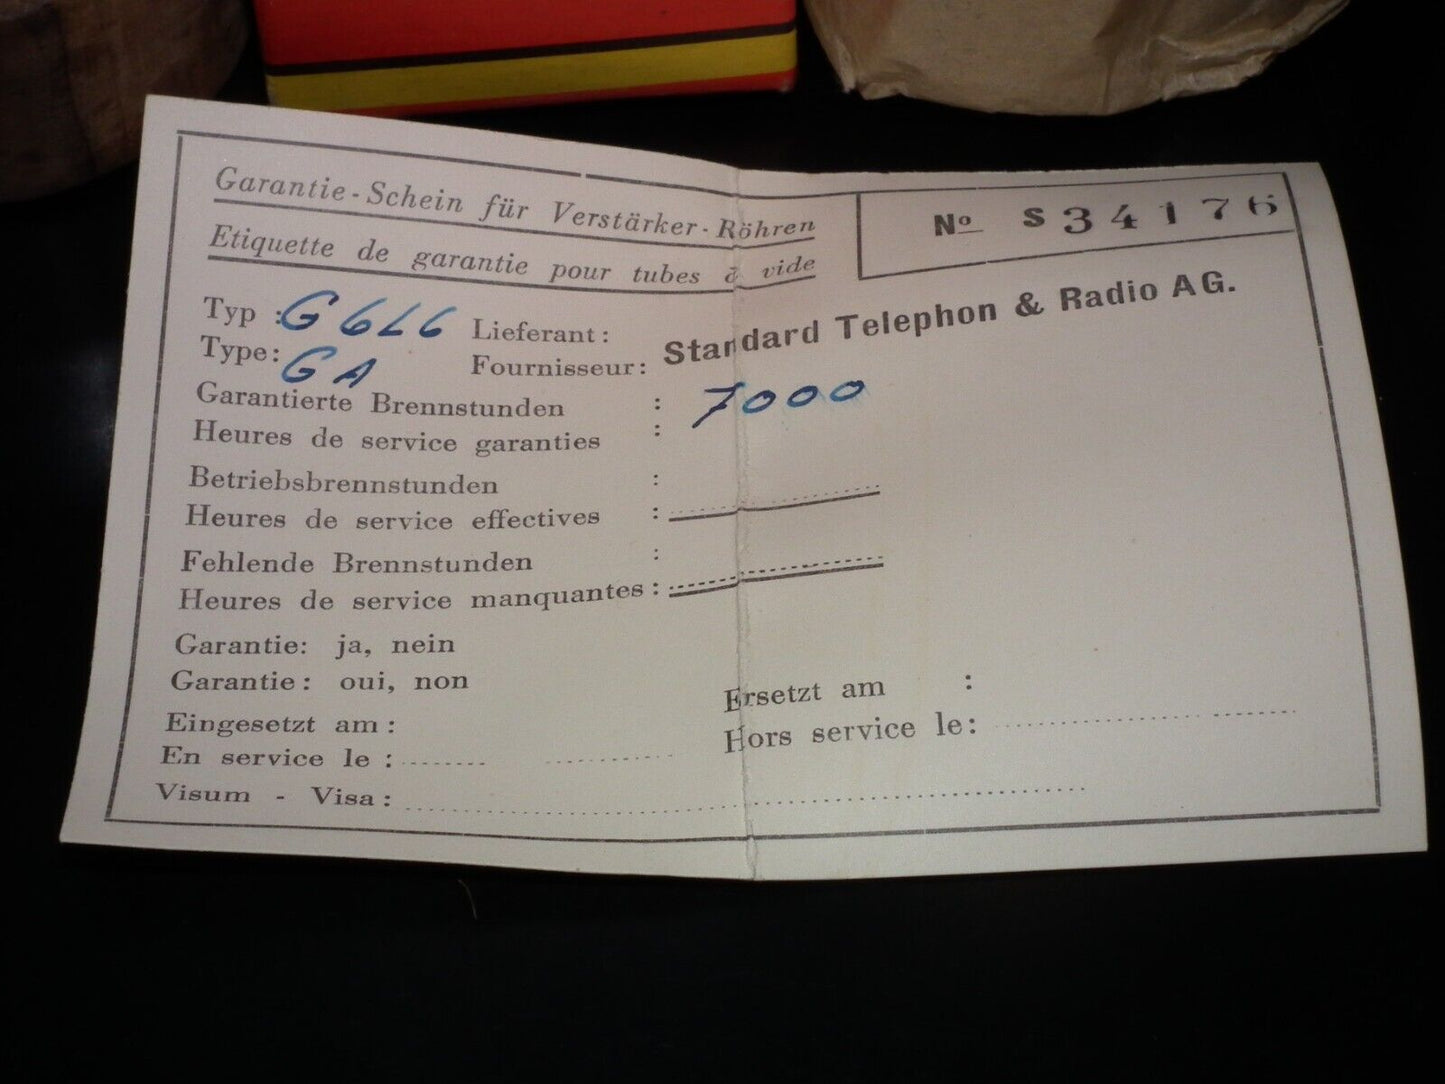 Garantie-Schein für Verstärker-Röhren
Etiquette de garantie pour tubes à vide
No S 34176
Typ : G 6L6 Lieferant :
Type: GA Fournisseur: Standard Telephon & Radio AG.
Garantierte Brennstunden : 7000
Heures de service garanties :
Betriebsbrennstunden :
Heures de service effectives :
Fehlende Brennstunden :
Heures de service manquantes :
Garantie: ja, nein
Garantie: oui, non
Eingesetzt am : Ersetzt am :
En service le : Hors service le :
Visum - Visa :